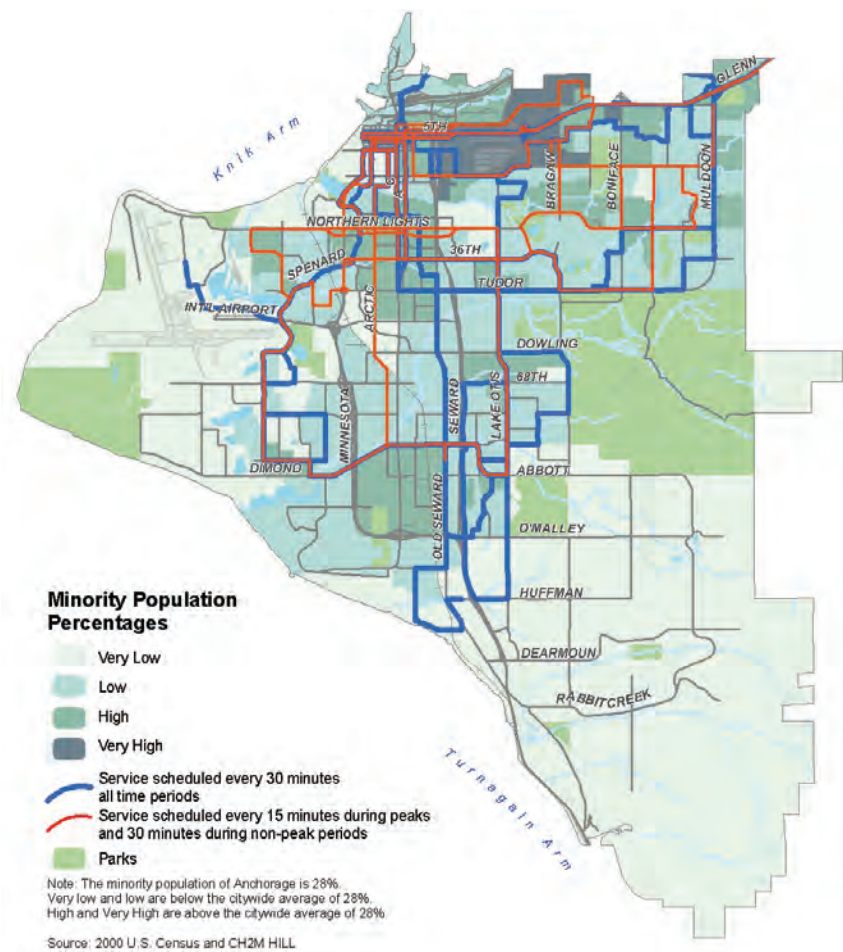 GLENN
Knik Arm
5TH
C
A
BRAGAW
BONIFACE
MULDOON
NORTHERN LIGHTS
36TH
SPENARD
TUDOR
INT'L AIRPORT
ARCTIC
DOWLING
68TH
MINNESOTA
SEWARD
LAKE OTIS
DIMOND
ABBOTT
OLD SEWARD
O'MALLEY
HUFFMAN
DEARMOUN
RABBITCREEK
Turnagain Arm
Minority Population
Percentages
Very Low
Low
High
Very High
Service scheduled every 30 minutes
all time periods
Service scheduled every 15 minutes during peaks
and 30 minutes during non-peak periods
Parks
Note: The minority population of Anchorage is 28%.
Very low and low are below the citywide average of 28%.
High and Very High are above the citywide average of 28%
Source: 2000 U.S. Census and CH2M HILL